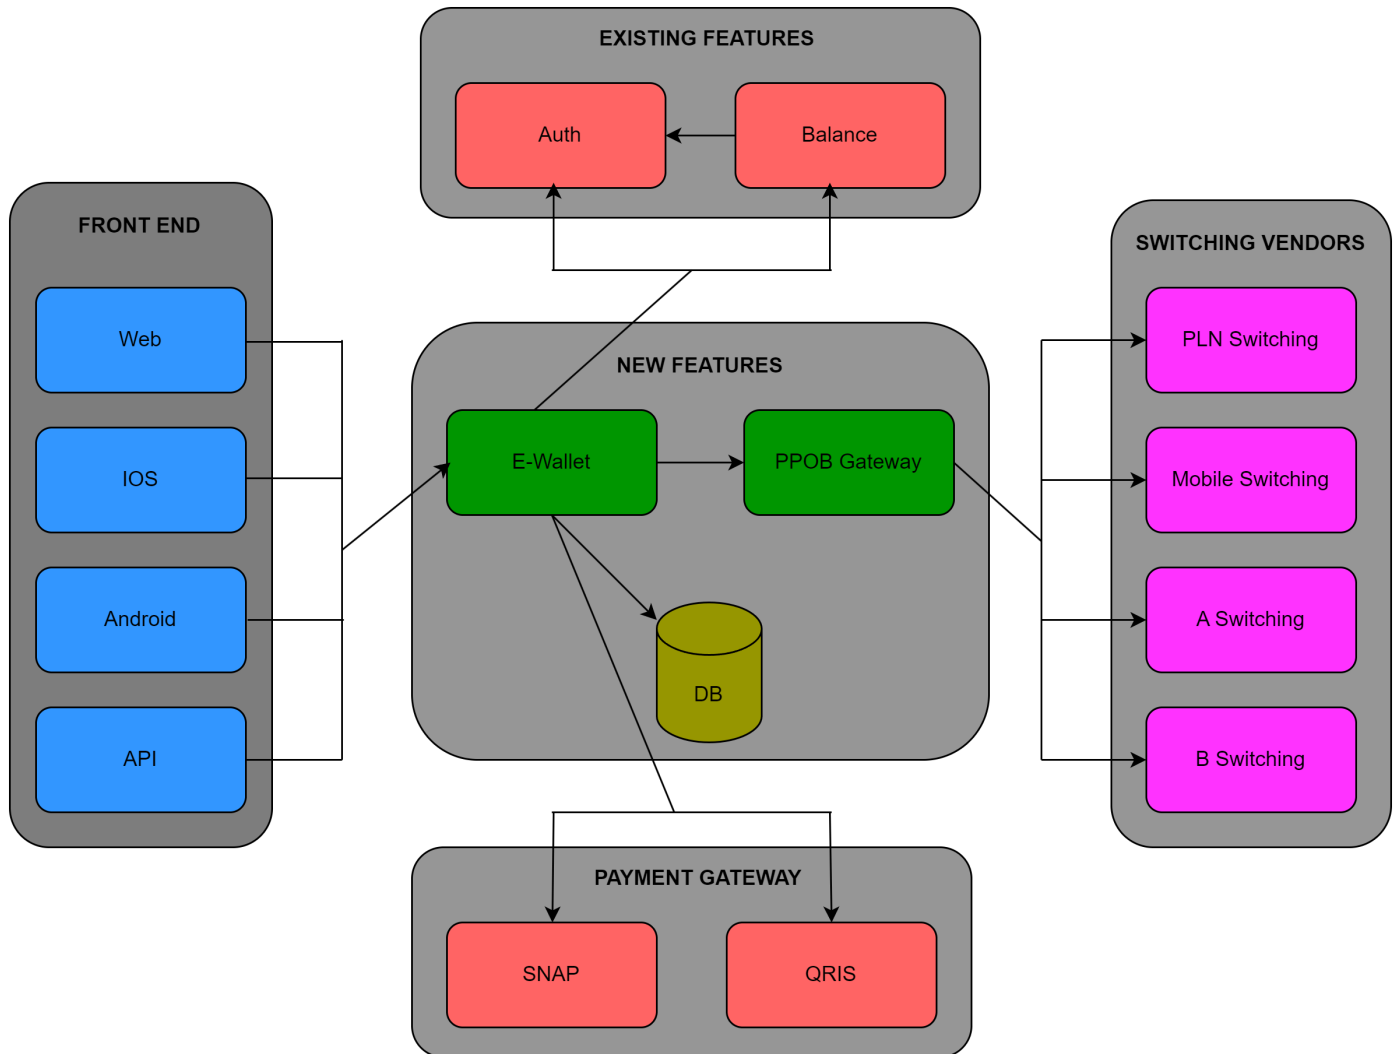 EXISTING FEATURES
Auth
Balance
FRONT END
Web
IOS
Android
API
NEW FEATURES
E-Wallet
PPOB Gateway
DB
SWITCHING VENDORS
PLN Switching
Mobile Switching
A Switching
B Switching
PAYMENT GATEWAY
SNAP
QRIS